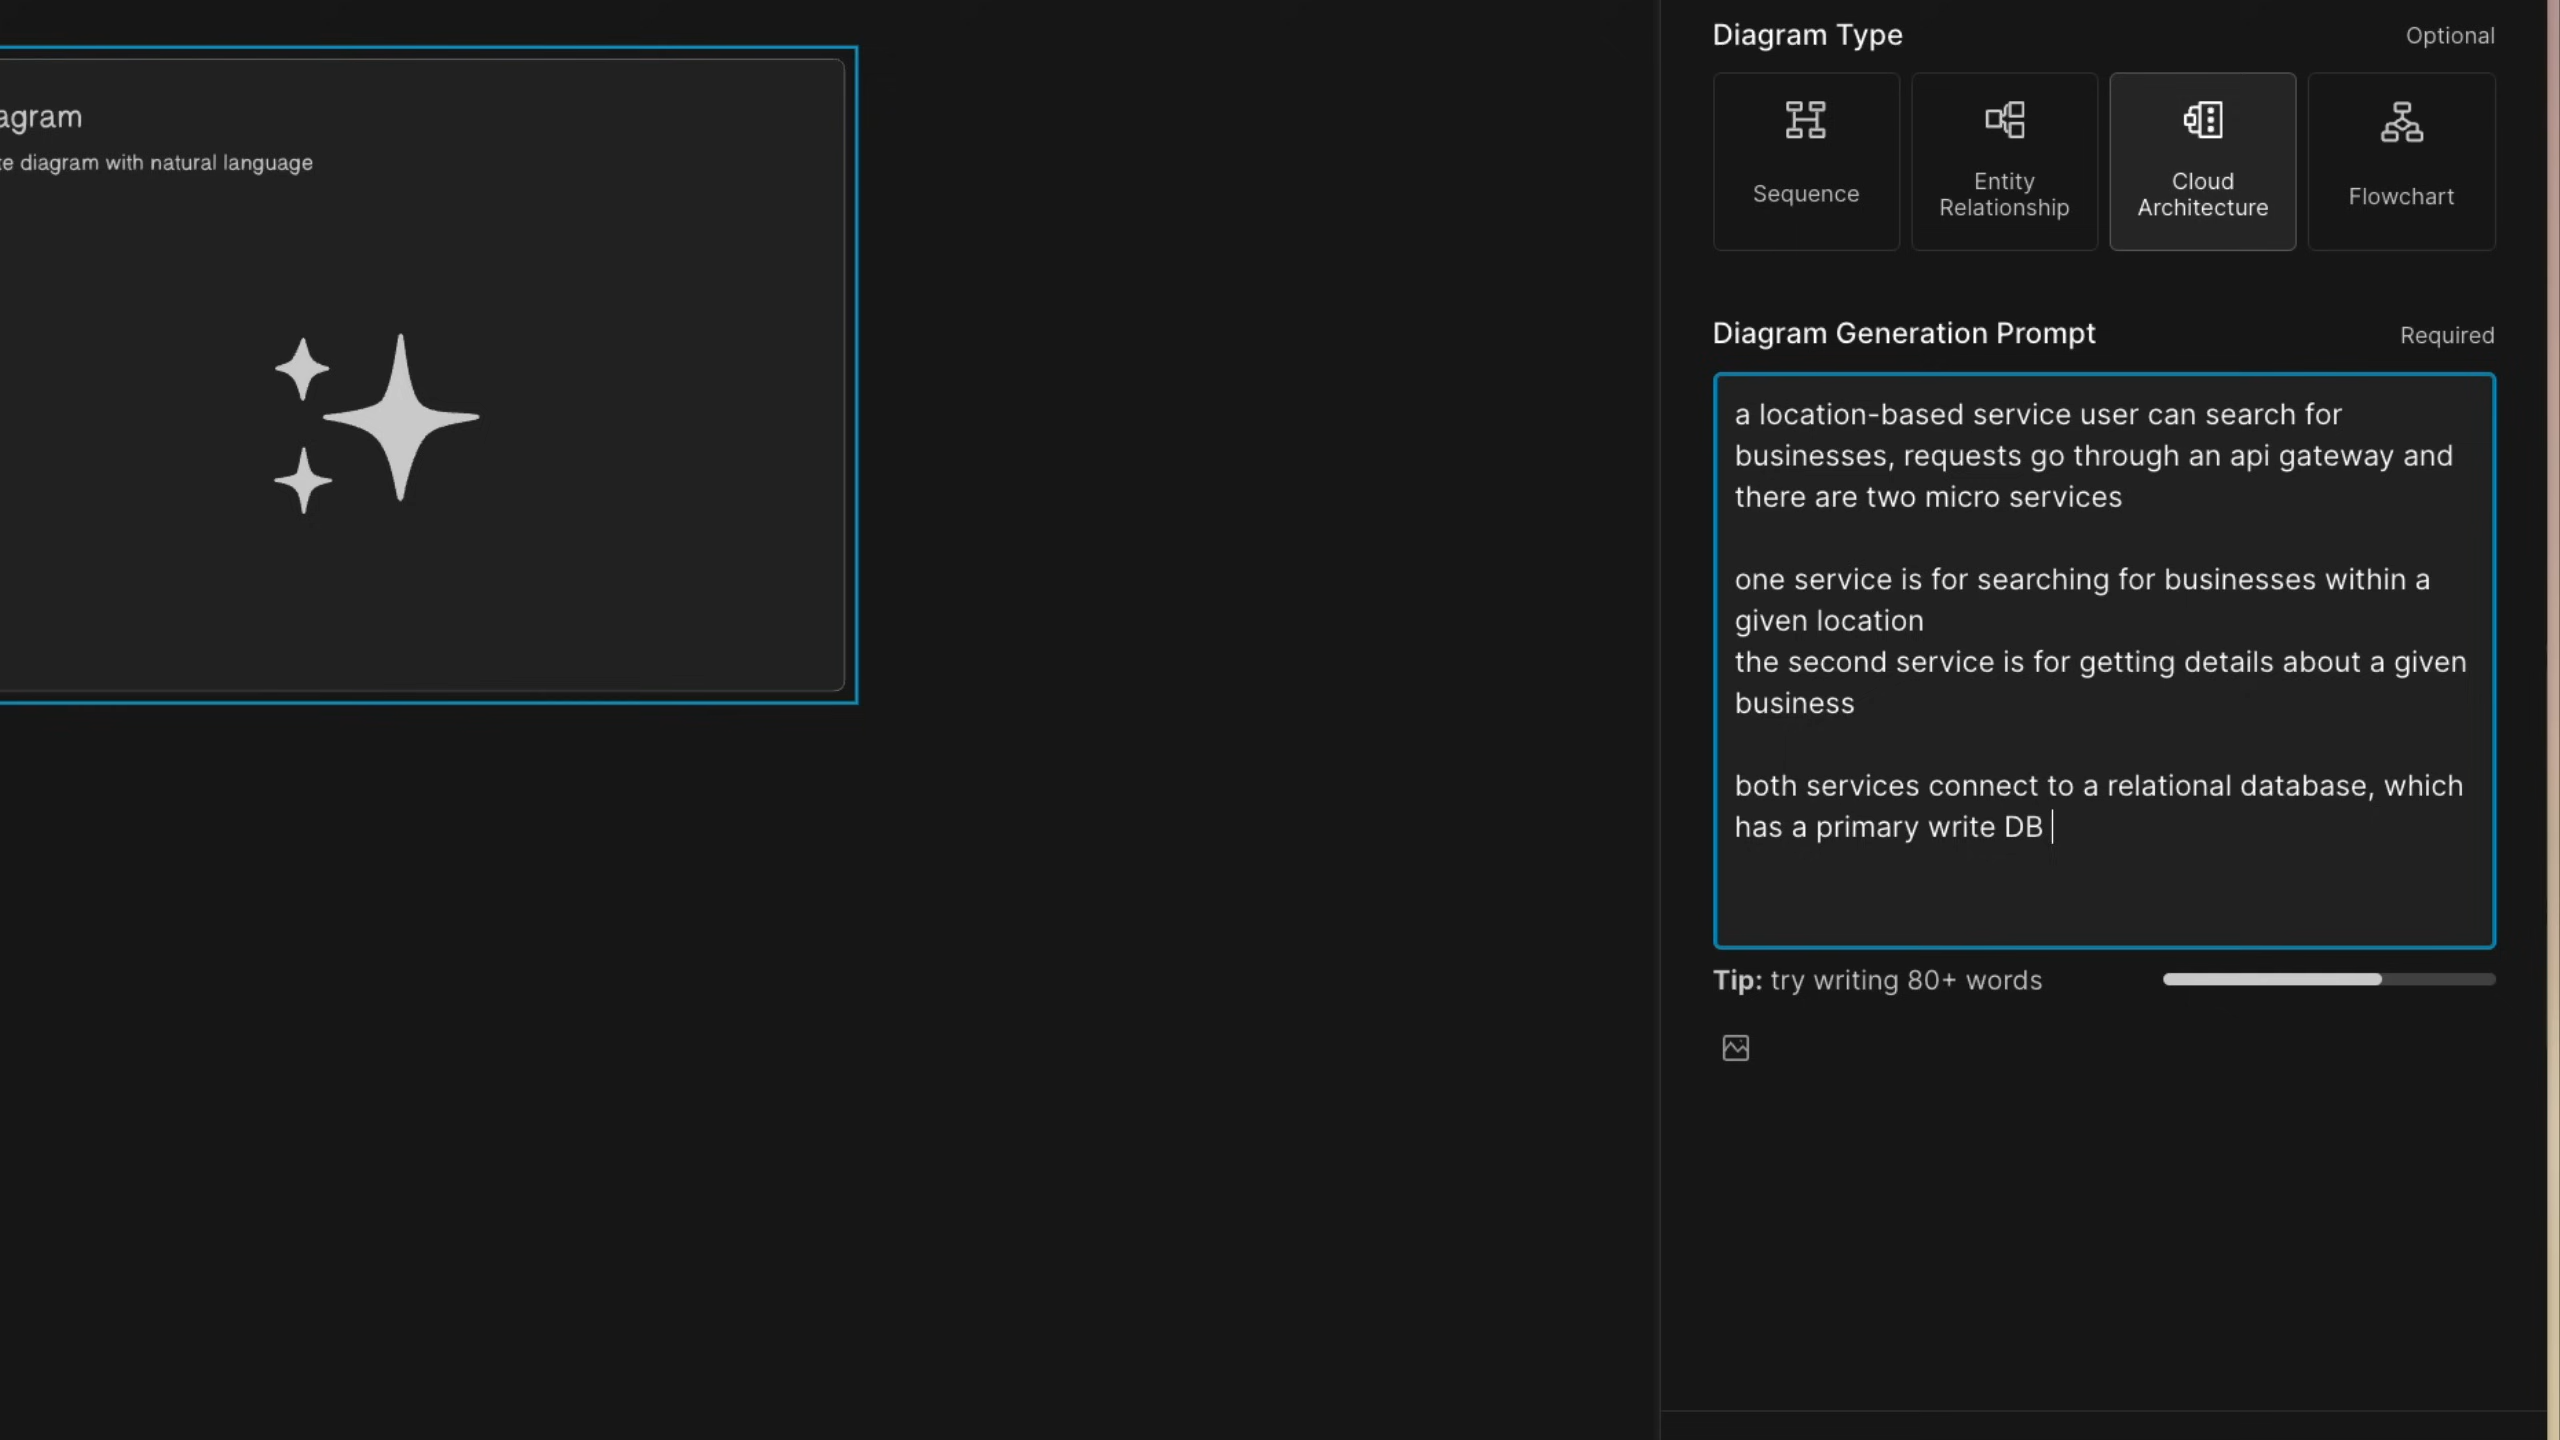 agram
te diagram with natural language
Diagram Type
Optional
Sequence
Entity
Relationship
Cloud
Architecture
Flowchart
Diagram Generation Prompt
Required
a location-based service user can search for
businesses, requests go through an api gateway and
there are two micro services
one service is for searching for businesses within a
given location
the second service is for getting details about a given
business
both services connect to a relational database, which
has a primary write DB
Tip: try writing 80+ words